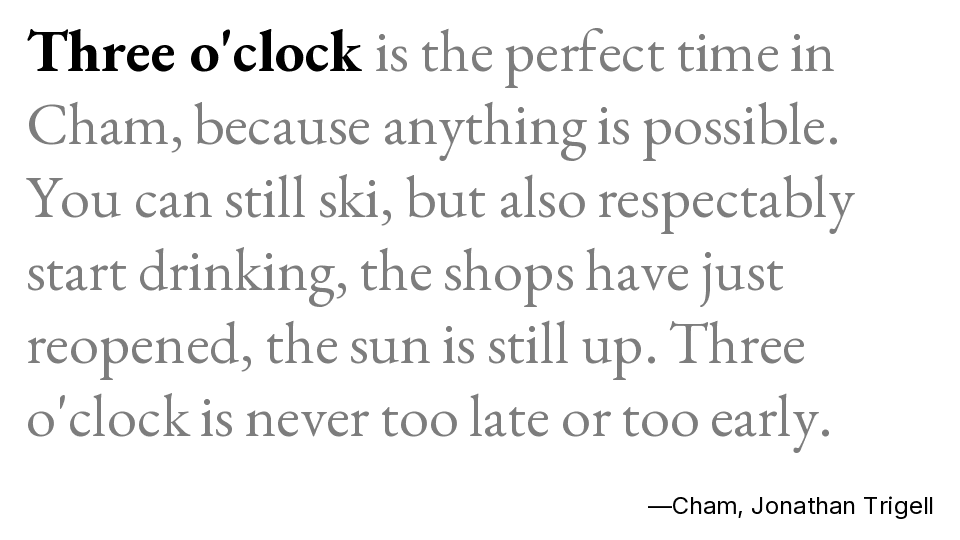 Three o'clock is the perfect time in
Cham, because anything is possible.
You can still ski, but also respectably
start drinking, the shops have just
reopened, the sun is still up. Three
o'clock is never too late or too early.
—Cham, Jonathan Trigell